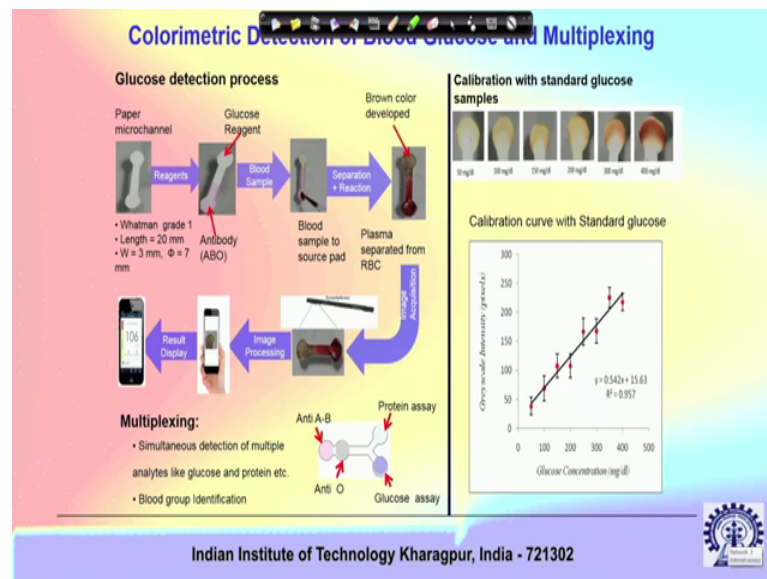 Colorimetric Detection of Blood Glucose and Multiplexing
Glucose detection process
Paper
microchannel
Glucose
Reagent
Brown color
developed
Reagents
Blood
Sample
Separation
+ Reaction
• Whatman grade 1
• Length = 20 mm
• W = 3 mm, Φ = 7
mm
Antibody
(ABO)
Blood
sample to
source pad
Plasma
separated from
RBC
Image
Acquisition
Image
Processing
Result
Display
106
Multiplexing:
• Simultaneous detection of multiple
analytes like glucose and protein etc.
• Blood group Identification
Anti A-B
Protein assay
Anti O
Glucose assay
Calibration with standard glucose
samples
50 mg/dl
100 mg/dl
150 mg/dl
200 mg/dl
300 mg/dl
400 mg/dl
Calibration curve with Standard glucose
Greyscale Intensity (pixels)
300
250
200
150
100
50
0
y = 0.542x + 15.63
R² = 0.957
0 100 200 300 400 500
Glucose Concentration (mg/dl)
Indian Institute of Technology Kharagpur, India - 721302
Network 3
Internet access